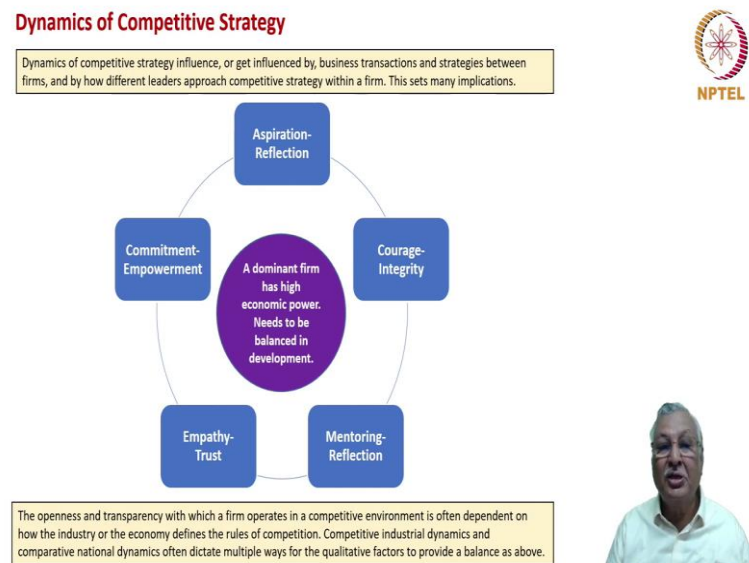 Dynamics of Competitive Strategy
Dynamics of competitive strategy influence, or get influenced by, business transactions and strategies between
firms, and by how different leaders approach competitive strategy within a firm. This sets many implications.
NPTEL
Aspiration-
Reflection
Commitment-
Empowerment
Courage-
Integrity
A dominant firm
has high
economic power.
Needs to be
balanced in
development.
Empathy-
Trust
Mentoring-
Reflection
The openness and transparency with which a firm operates in a competitive environment is often dependent on
how the industry or the economy defines the rules of competition. Competitive industrial dynamics and
comparative national dynamics often dictate multiple ways for the qualitative factors to provide a balance as above.